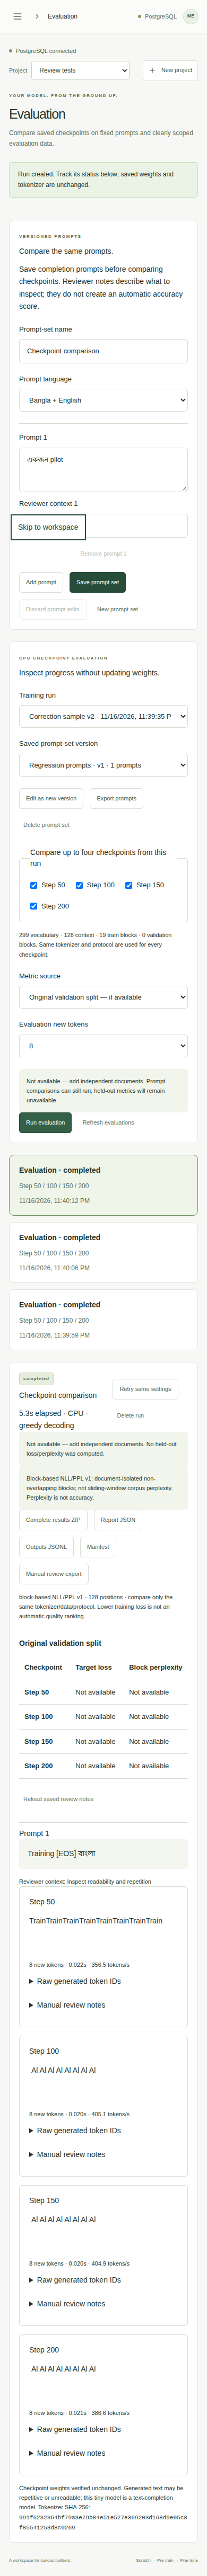 Evaluation
PostgreSQL
ME
PostgreSQL connected
Project
Review tests
+ New project
YOUR MODEL. FROM THE GROUND UP.
Evaluation
Compare saved checkpoints on fixed prompts and clearly scoped
evaluation data.
Run created. Track its status below; saved weights and
tokenizer are unchanged.
VERSIONED PROMPTS
Compare the same prompts.
Save completion prompts before comparing
checkpoints. Reviewer notes describe what to
inspect; they do not create an automatic accuracy
score.
Prompt-set name
Checkpoint comparison
Prompt language
Bangla + English
Prompt 1
একজন pilot
Reviewer context 1
Skip to workspace
Remove prompt 1
Add prompt
Save prompt set
Discard prompt edits
New prompt set
CPU CHECKPOINT EVALUATION
Inspect progress without updating weights.
Training run
Correction sample v2 · 11/16/2026, 11:39:35 P
Saved prompt-set version
Regression prompts · v1 · 1 prompts
Edit as new version
Export prompts
Delete prompt set
Compare up to four checkpoints from this
run
Step 50
Step 100
Step 150
Step 200
299 vocabulary · 128 context · 19 train blocks · 0 validation
blocks. Same tokenizer and protocol are used for every
checkpoint.
Metric source
Original validation split — if available
Evaluation new tokens
8
Not available — add independent documents. Prompt
comparisons can still run; held-out metrics will remain
unavailable.
Run evaluation
Refresh evaluations
Evaluation · completed
Step 50 / 100 / 150 / 200
11/16/2026, 11:40:12 PM
Evaluation · completed
Step 50 / 100 / 150 / 200
11/16/2026, 11:40:06 PM
Evaluation · completed
Step 50 / 100 / 150 / 200
11/16/2026, 11:39:59 PM
completed
Checkpoint comparison
5.3s elapsed · CPU ·
greedy decoding
Retry same settings
Delete run
Not available — add independent documents. No held-out
loss/perplexity was computed.
Block-based NLL/PPL v1: document-isolated non-
overlapping blocks; not sliding-window corpus perplexity.
Perplexity is not accuracy.
Complete results ZIP
Report JSON
Outputs JSONL
Manifest
Manual review export
block-based NLL/PPL v1 · 128 positions · compare only the
same tokenizer/data/protocol. Lower training loss is not an
automatic quality ranking.
Original validation split
Checkpoint Target loss Block perplexity
Step 50 Not available Not available
Step 100 Not available Not available
Step 150 Not available Not available
Step 200 Not available Not available
Reload saved review notes
Prompt 1
Training [EOS] বাংলা
Reviewer context: Inspect readability and repetition
Step 50
TrainTrainTrainTrainTrainTrainTrainTrain
8 new tokens · 0.022s · 356.5 tokens/s
Raw generated token IDs
Manual review notes
Step 100
AI AI AI AI AI AI AI AI
8 new tokens · 0.020s · 405.1 tokens/s
Raw generated token IDs
Manual review notes
Step 150
AI AI AI AI AI AI AI AI
8 new tokens · 0.020s · 404.9 tokens/s
Raw generated token IDs
Manual review notes
Step 200
AI AI AI AI AI AI AI AI
8 new tokens · 0.021s · 386.6 tokens/s
Raw generated token IDs
Manual review notes
Checkpoint weights verified unchanged. Generated text may be
repetitive or unreadable; this tiny model is a text-completion
model. Tokenizer SHA-256:
A workspace for curious builders.
Scratch → Pre-train → Fine-tune